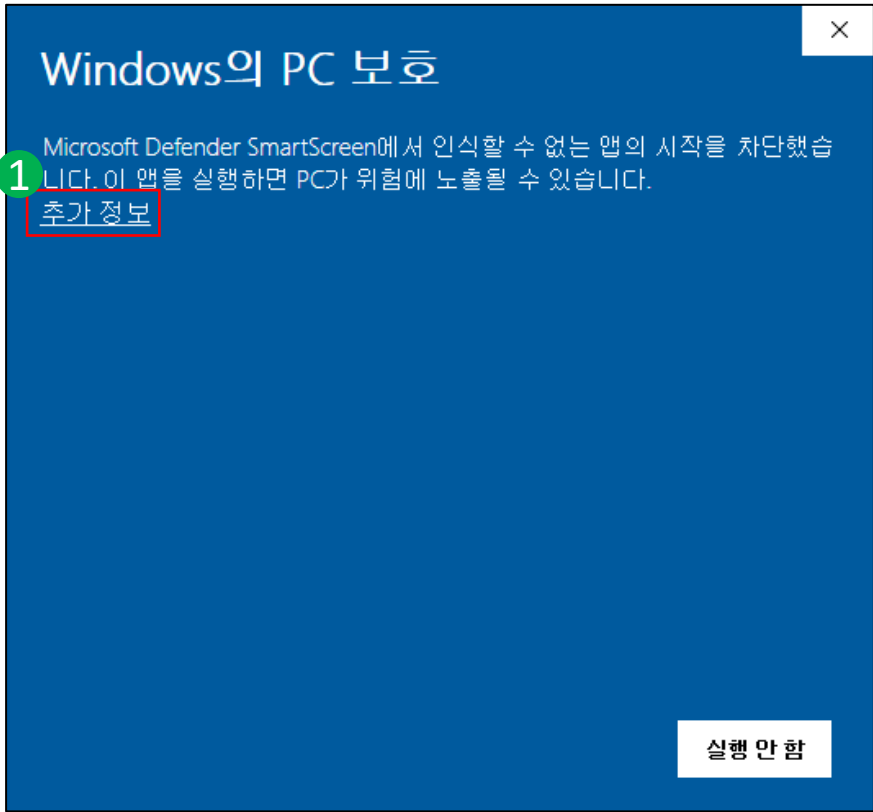 Windows의 PC 보호
Microsoft Defender SmartScreen에서 인식할 수 없는 앱의 시작을 차단했습
니다. 이 앱을 실행하면 PC가 위험에 노출될 수 있습니다.
1
추가 정보
실행 안 함